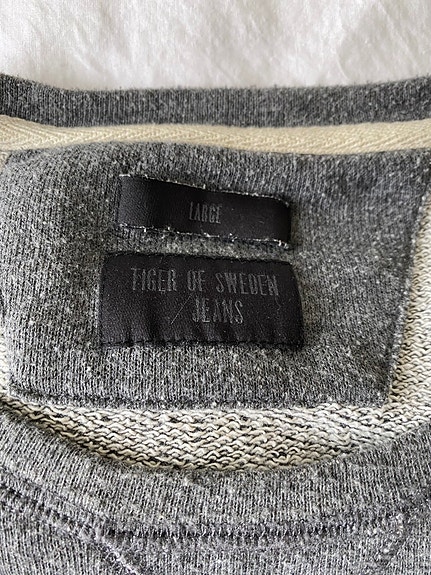 LARGE
TIGER OF SWEDEN
/ JEANS